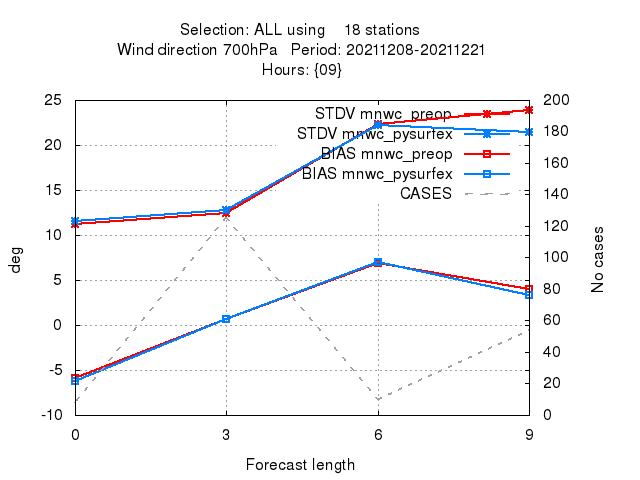 Selection: ALL using 18 stations
Wind direction 700hPa Period: 20211208-20211221
Hours: {09}
25
20
15
10
5
0
-5
-10
deg
200
180
160
140
120
100
80
60
40
20
0
No cases
STDV mnwc_preop
STDV mnwc_pysurfex
BIAS mnwc_preop
BIAS mnwc_pysurfex
CASES
0 3 6 9
Forecast length